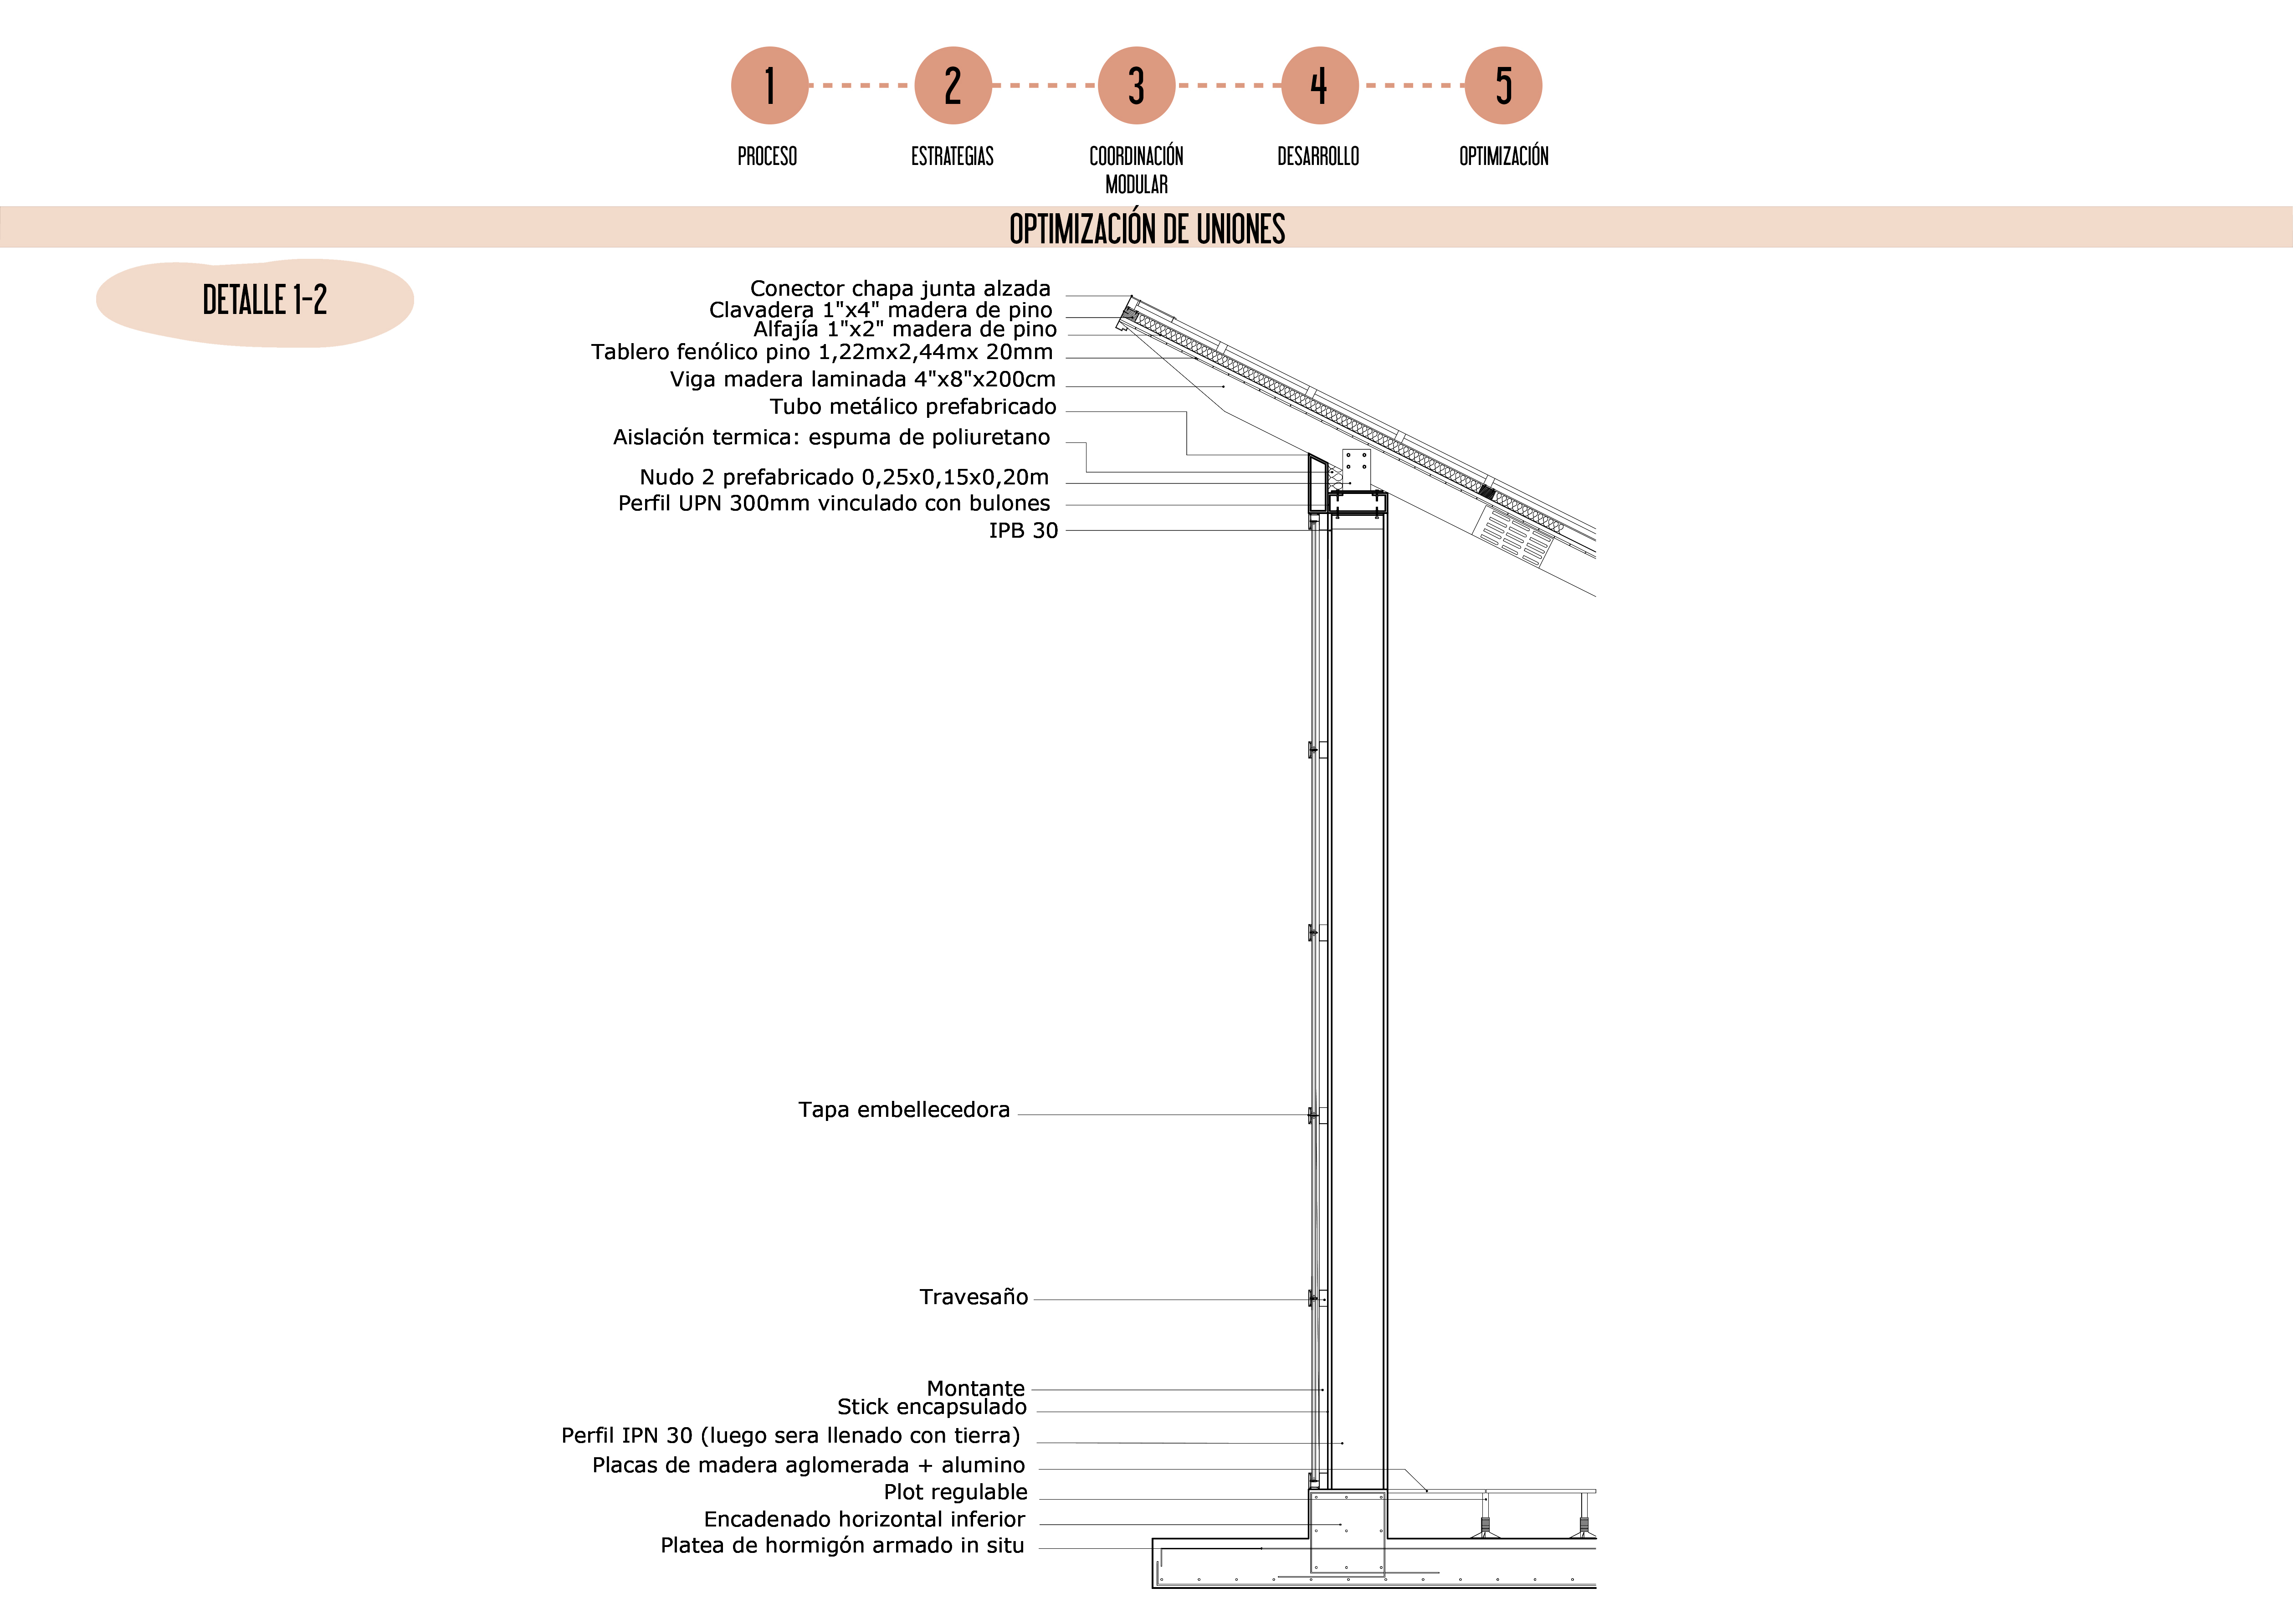 1
2
3
4
5
PROCESO
ESTRATEGIAS
COORDINACIÓN
MODULAR
DESARROLLO
OPTIMIZACIÓN
OPTIMIZACIÓN DE UNIONES
DETALLE 1-2
Conector chapa junta alzada
Clavadera 1"x4" madera de pino
Alfajía 1"x2" madera de pino
Tablero fenólico pino 1,22mx2,44mx 20mm
Viga madera laminada 4"x8"x200cm
Tubo metálico prefabricado
Aislación termica: espuma de poliuretano
Nudo 2 prefabricado 0,25x0,15x0,20m
Perfil UPN 300mm vinculado con bulones
IPB 30
Tapa embellecedora
Travesaño
Montante
Stick encapsulado
Perfil IPN 30 (luego sera llenado con tierra)
Placas de madera aglomerada + alumino
Plot regulable
Encadenado horizontal inferior
Platea de hormigón armado in situ